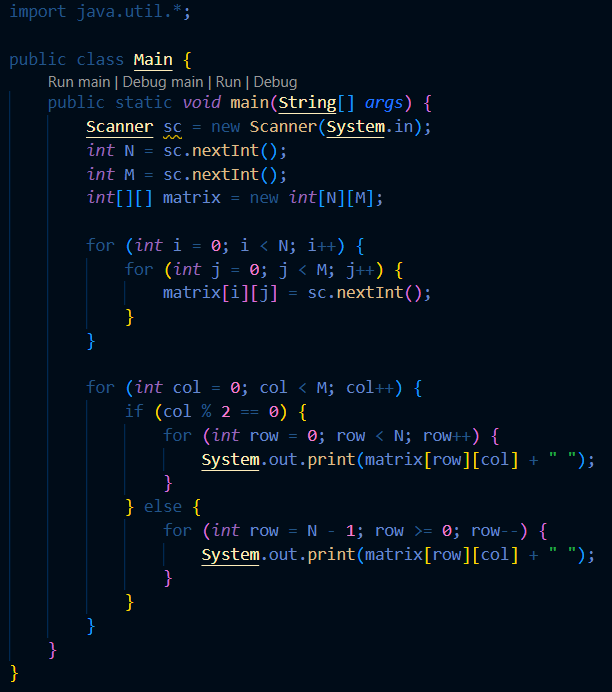 import java.util.*;

public class Main {
    Run main | Debug main | Run | Debug
    public static void main(String[] args) {
        Scanner sc = new Scanner(System.in);
        int N = sc.nextInt();
        int M = sc.nextInt();
        int[][] matrix = new int[N][M];

        for (int i = 0; i < N; i++) {
            for (int j = 0; j < M; j++) {
                matrix[i][j] = sc.nextInt();
            }
        }

        for (int col = 0; col < M; col++) {
            if (col % 2 == 0) {
                for (int row = 0; row < N; row++) {
                    System.out.print(matrix[row][col] + " ");
                }
            } else {
                for (int row = N - 1; row >= 0; row--) {
                    System.out.print(matrix[row][col] + " ");
                }
            }
        }
    }
}